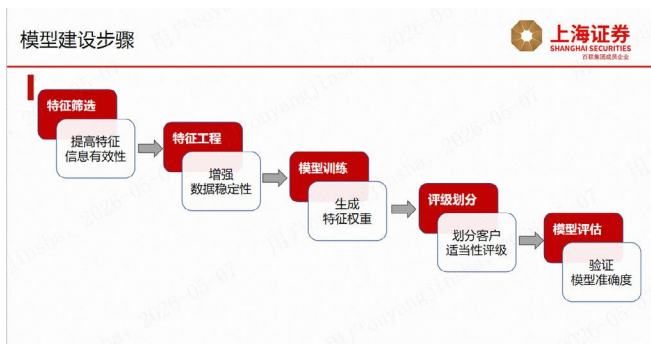 模型建设步骤
上海证券
SHANGHAI SECURITIES
百联集团成员企业
特征筛选
提高特征
信息有效性
特征工程
增强
数据稳定性
模型训练
生成
特征权重
评级划分
划分客户
适当性评级
模型评估
验证
模型准确度